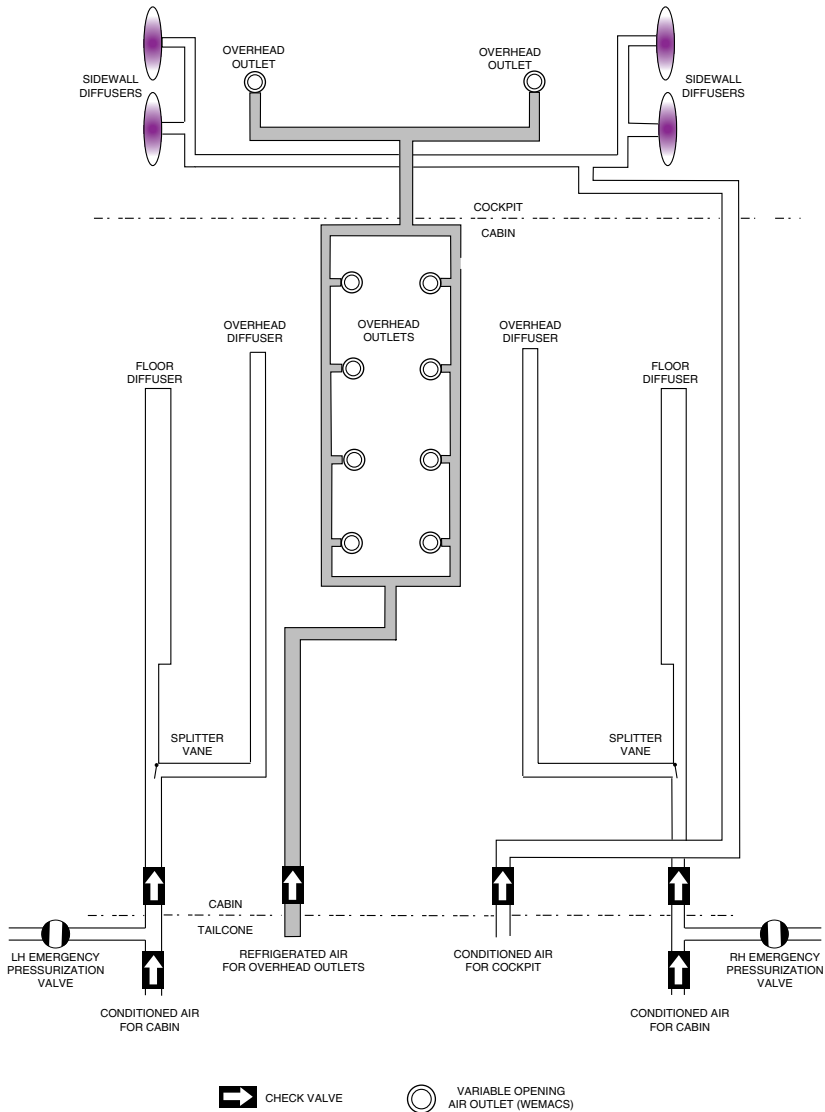 SIDEWALL
DIFFUSERS
OVERHEAD
OUTLET
OVERHEAD
OUTLET
SIDEWALL
DIFFUSERS
COCKPIT
CABIN
OVERHEAD
DIFFUSER
OVERHEAD
OUTLETS
OVERHEAD
DIFFUSER
FLOOR
DIFFUSER
FLOOR
DIFFUSER
SPLITTER
VANE
SPLITTER
VANE
CABIN
TAILCONE
LH EMERGENCY
PRESSURIZATION
VALVE
REFRIGERATED AIR
FOR OVERHEAD OUTLETS
CONDITIONED AIR
FOR COCKPIT
RH EMERGENCY
PRESSURIZATION
VALVE
CONDITIONED AIR
FOR CABIN
CONDITIONED AIR
FOR CABIN
CHECK VALVE
VARIABLE OPENING
AIR OUTLET (WEMACS)